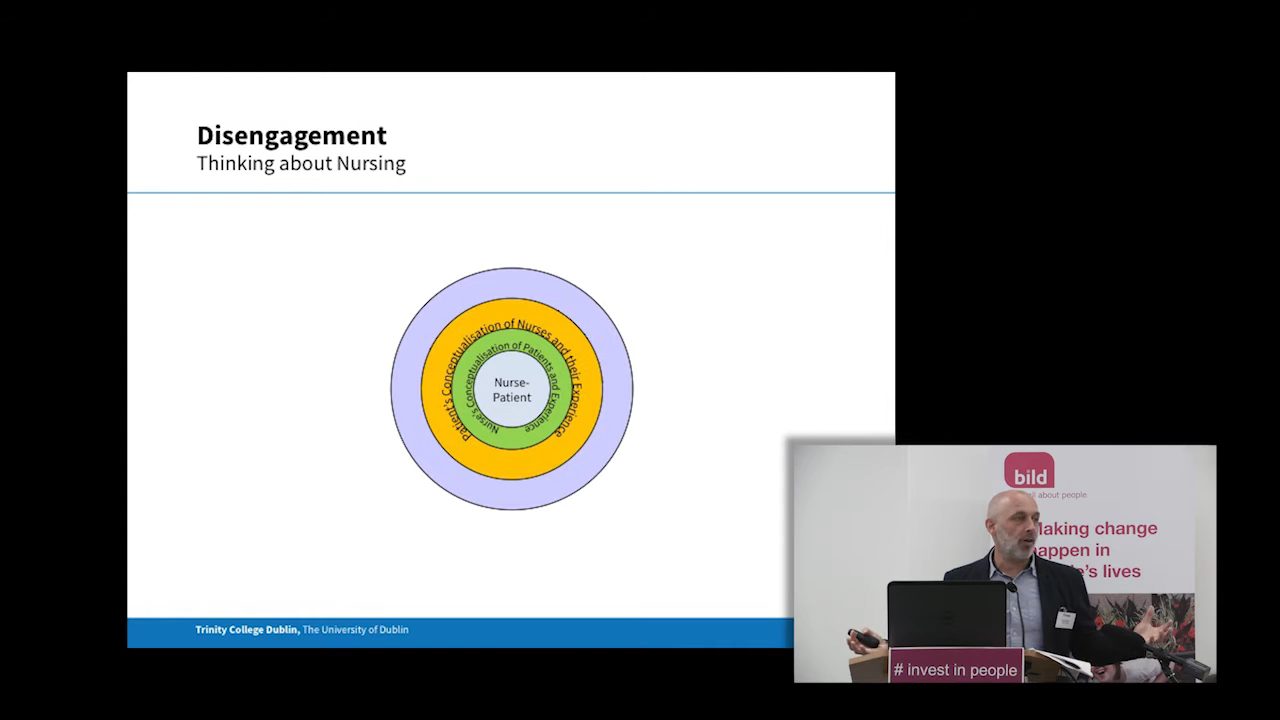 Disengagement
Thinking about Nursing
Patient's Conceptualisation of Nurses and their Experience
Nurse's Conceptualisation of Patients and Experience
Nurse-
Patient
Trinity College Dublin, The University of Dublin
bild
all about people
Making change
happen in
's lives
# invest in people